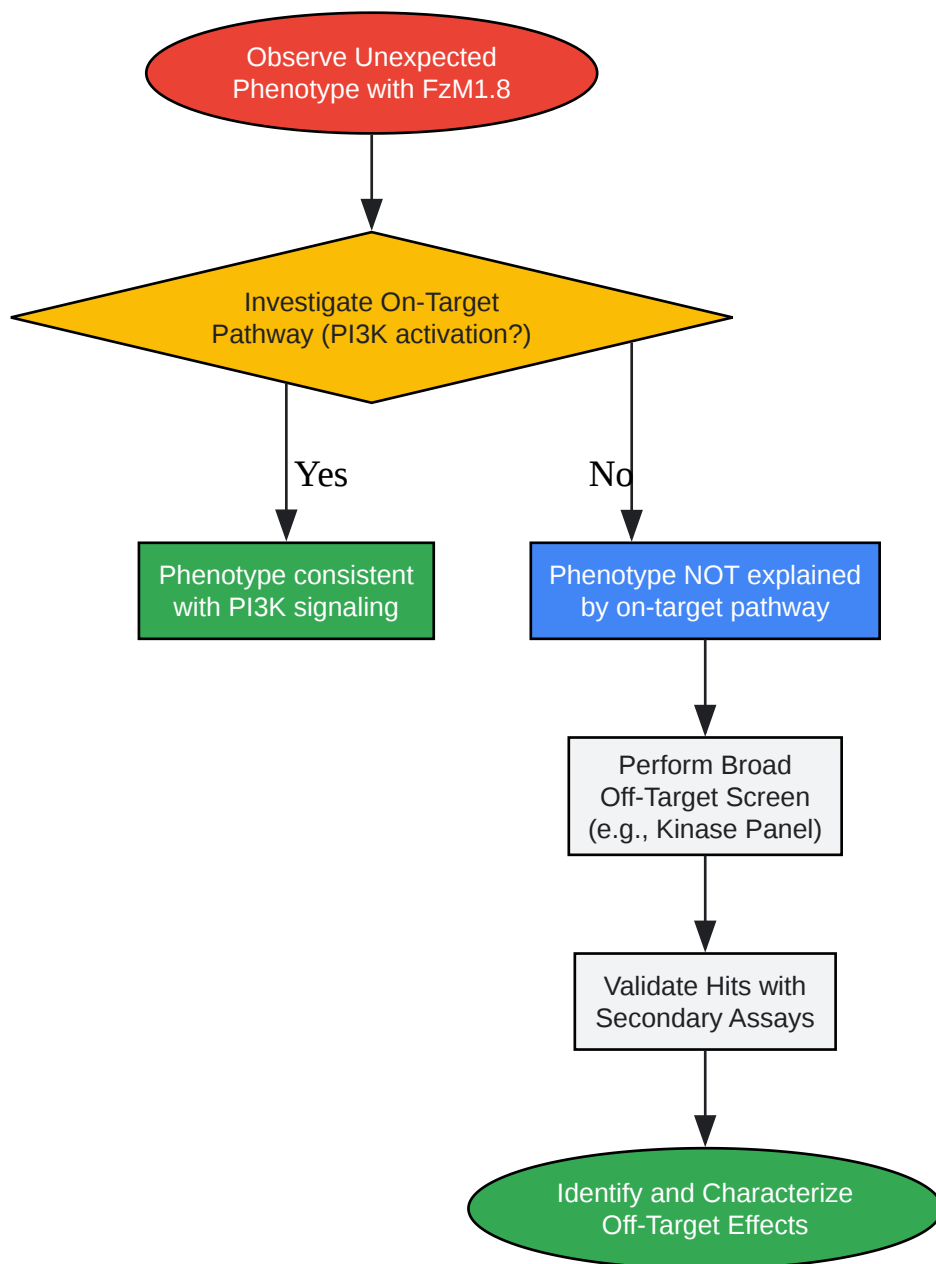 Observe Unexpected
Phenotype with FzM1.8
Investigate On-Target
Pathway (PI3K activation?)
Yes
No
Phenotype consistent
with PI3K signaling
Phenotype NOT explained
by on-target pathway
Perform Broad
Off-Target Screen
(e.g., Kinase Panel)
Validate Hits with
Secondary Assays
Identify and Characterize
Off-Target Effects